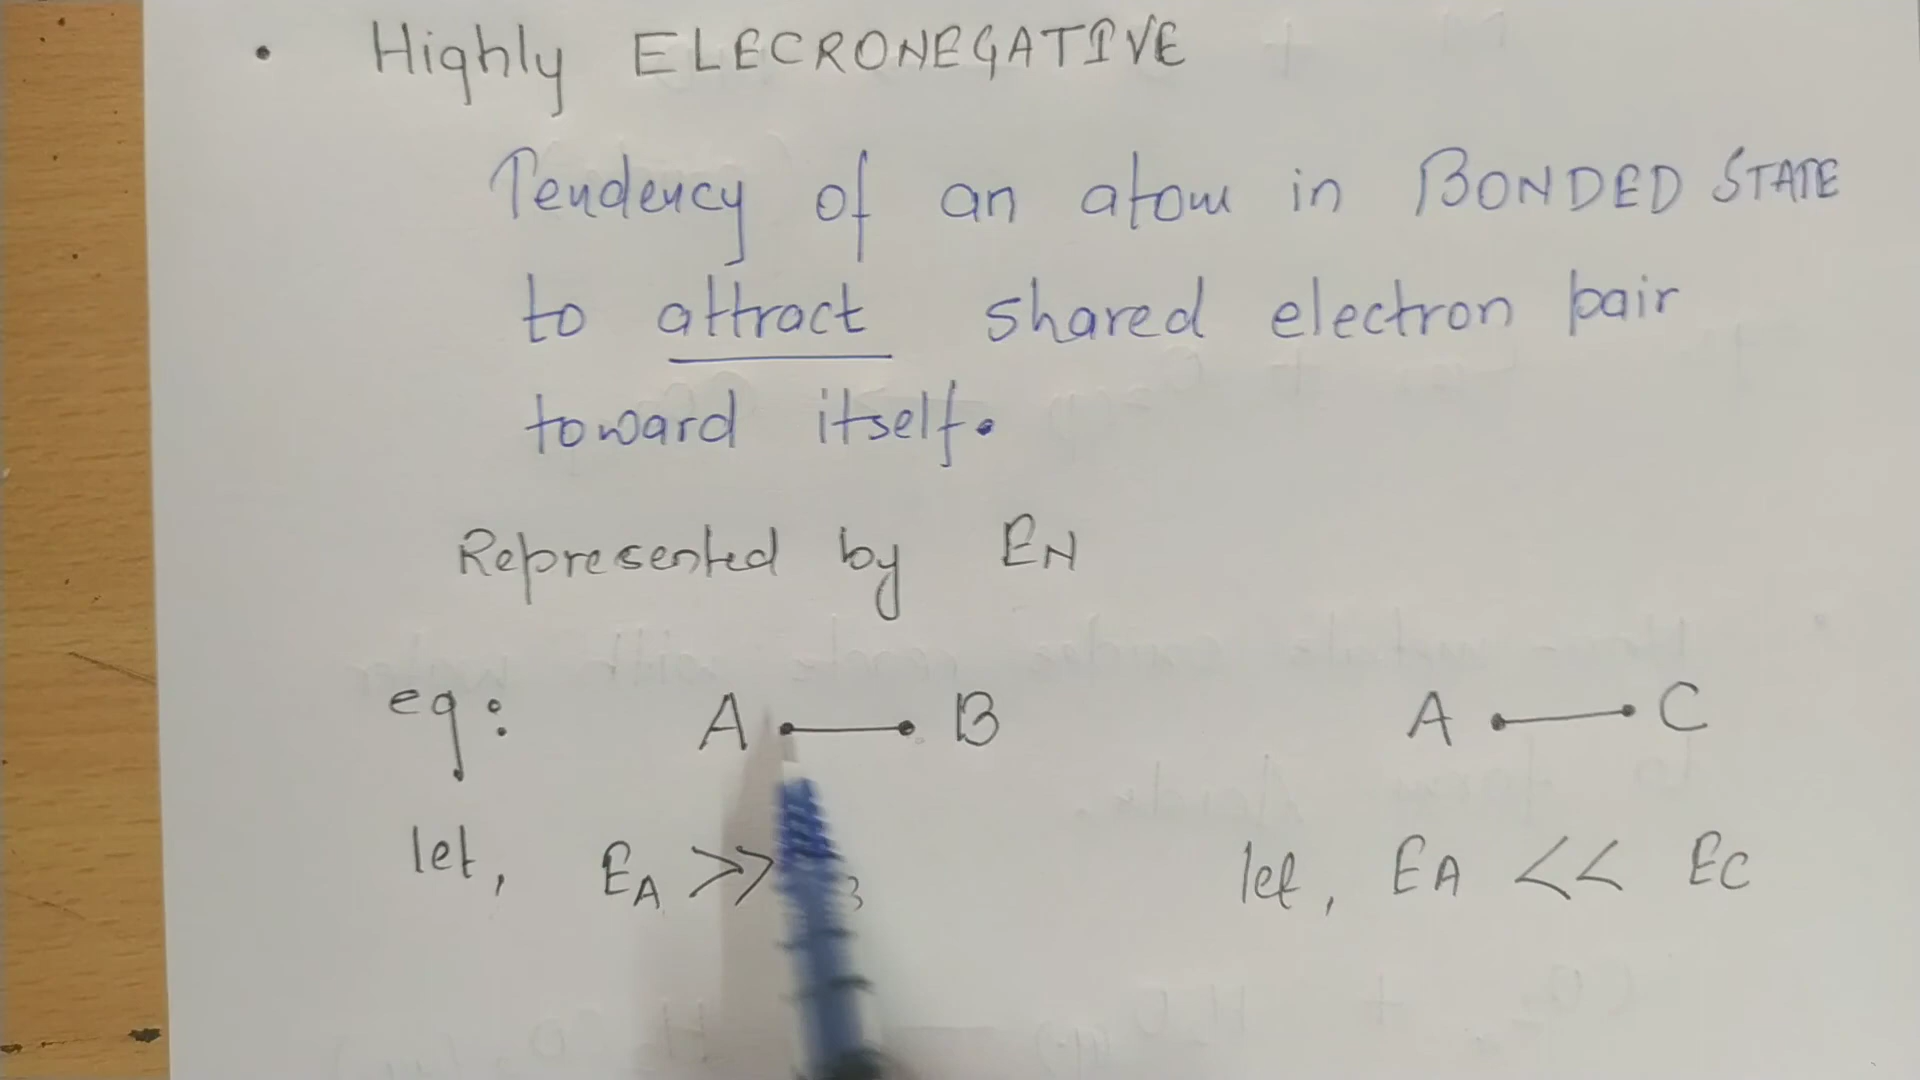 • Highly ELECRONEGATIVE
Tendency of an atom in BONDED STATE
to attract shared electron pair
toward itself.
Represented by EN
eg: A •—• B A •—• C
let, EA >> let, EA << EC